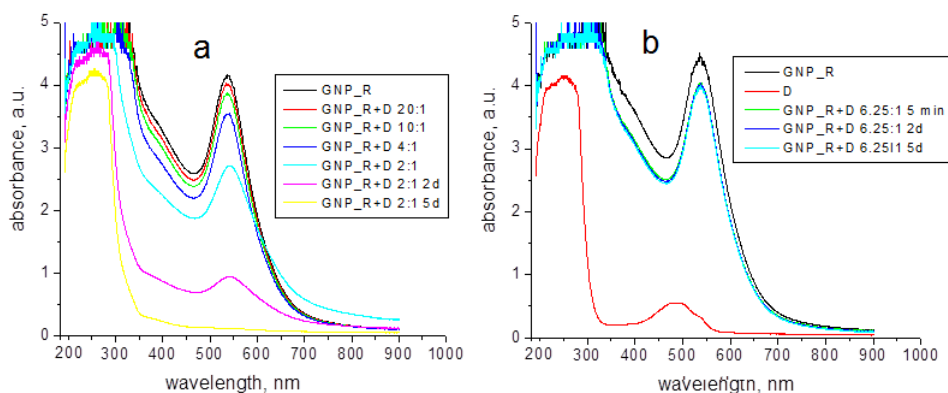 a
GNP_R
GNP_R+D 20:1
GNP_R+D 10:1
GNP_R+D 4:1
GNP_R+D 2:1
GNP_R+D 2:1 2d
GNP_R+D 2:1 5d
absorbance, a.u.
5
4
3
2
1
0
200 300 400 500 600 700 800 900 1000
wavelength, nm
b
GNP_R
D
GNP_R+D 6.25:1 5 min
GNP_R+D 6.25:1 2d
GNP_R+D 6.25l1 5d
absorbance, a.u.
5
4
3
2
1
0
200 300 400 500 600 700 800 900 1000
wavelength, nm